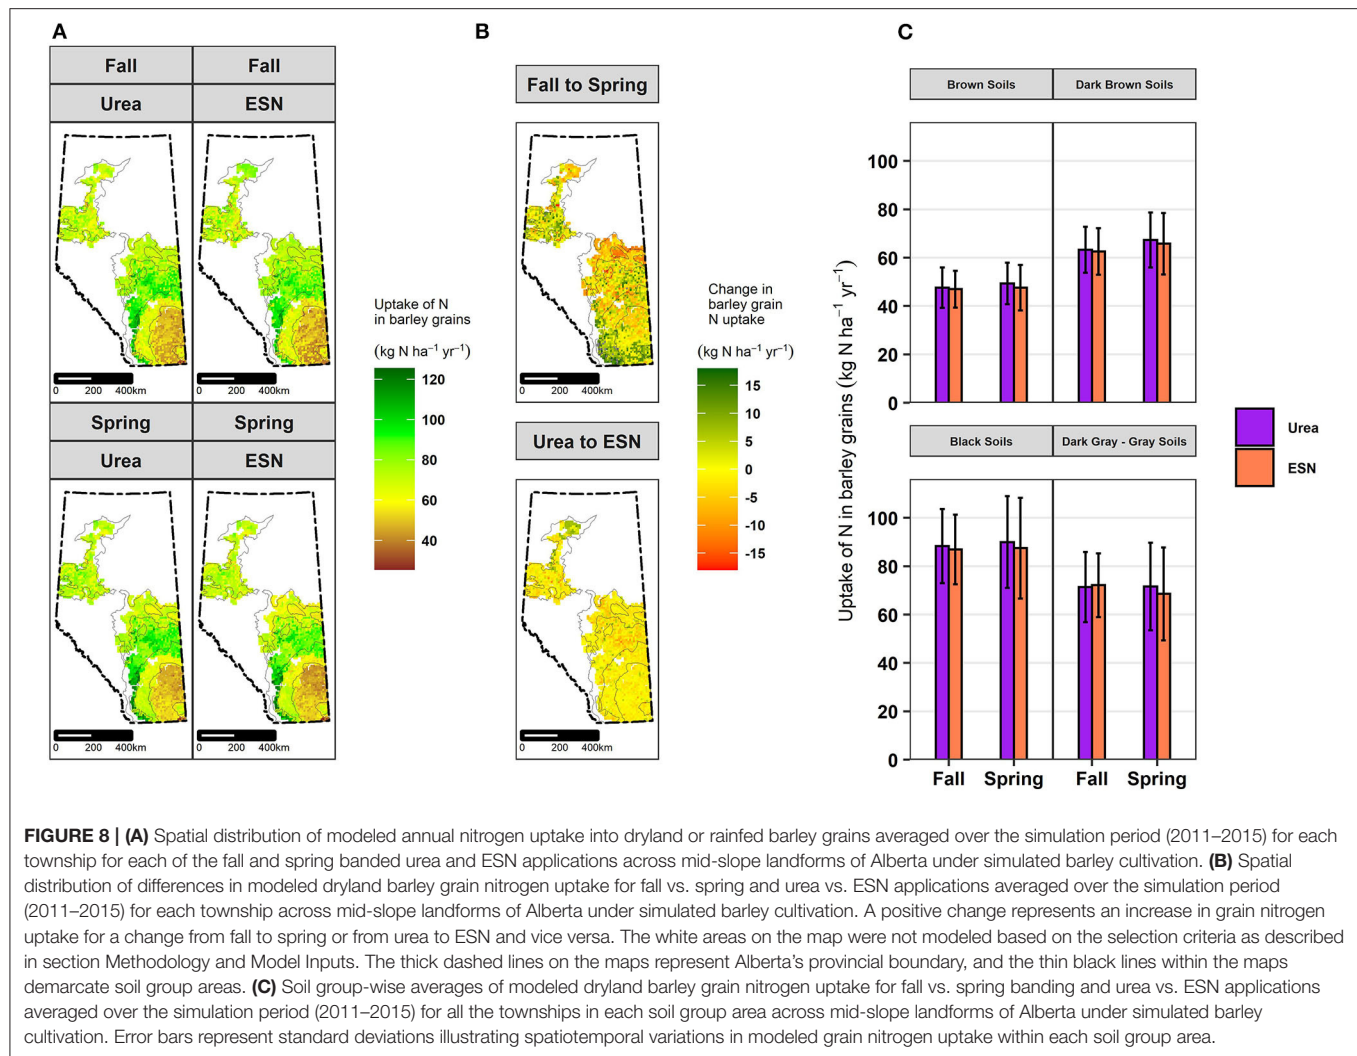 A
B
C
Fall
Fall
Urea
ESN
Fall to Spring
Brown Soils
Dark Brown Soils
Uptake of N
in barley grains
(kg N ha⁻¹ yr⁻¹)
120
100
80
60
40
0 200 400km
0 200 400km
Spring
Spring
Urea
ESN
0 200 400km
0 200 400km
0 200 400km
Change in
barley grain
N uptake
(kg N ha⁻¹ yr⁻¹)
15
10
5
0
-5
-10
-15
Urea to ESN
0 200 400km
Uptake of N in barley grains (kg N ha⁻¹ yr⁻¹)
100
80
60
40
20
0
Black Soils
Dark Gray - Gray Soils
100
80
60
40
20
0
Fall
Spring
Fall
Spring
Urea
ESN
FIGURE 8 | (A) Spatial distribution of modeled annual nitrogen uptake into dryland or rainfed barley grains averaged over the simulation period (2011–2015) for each
township for each of the fall and spring banded urea and ESN applications across mid-slope landforms of Alberta under simulated barley cultivation. (B) Spatial
distribution of differences in modeled dryland barley grain nitrogen uptake for fall vs. spring and urea vs. ESN applications averaged over the simulation period
(2011–2015) for each township across mid-slope landforms of Alberta under simulated barley cultivation. A positive change represents an increase in grain nitrogen
uptake for a change from fall to spring or from urea to ESN and vice versa. The white areas on the map were not modeled based on the selection criteria as described
in section Methodology and Model Inputs. The thick dashed lines on the maps represent Alberta's provincial boundary, and the thin black lines within the maps
demarcate soil group areas. (C) Soil group-wise averages of modeled dryland barley grain nitrogen uptake for fall vs. spring banding and urea vs. ESN applications
averaged over the simulation period (2011–2015) for all the townships in each soil group area across mid-slope landforms of Alberta under simulated barley
cultivation. Error bars represent standard deviations illustrating spatiotemporal variations in modeled grain nitrogen uptake within each soil group area.